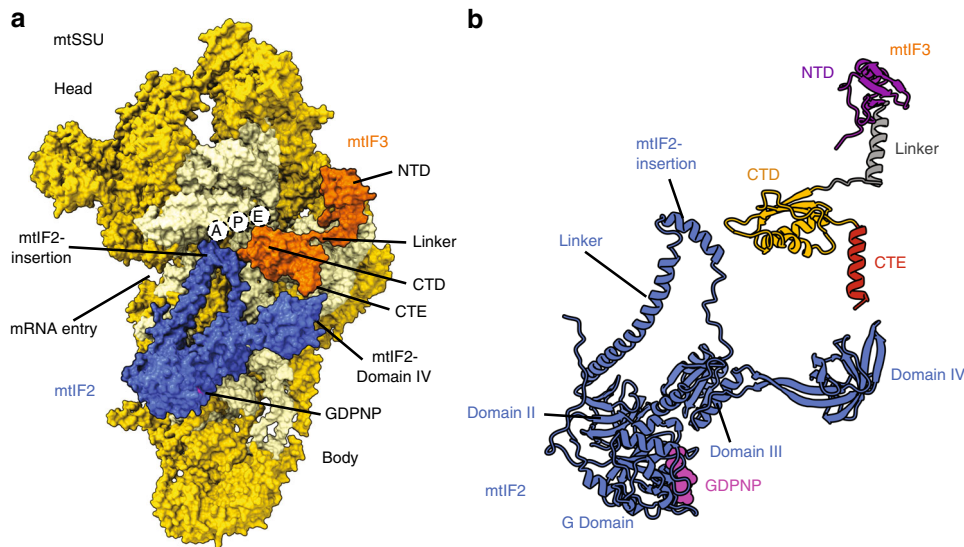 a
mtSSU
Head
mtIF3
NTD
A P E
mtIF2-
insertion
Linker
CTD
mRNA entry
CTE
mtIF2-
Domain IV
mtIF2
GDPNP
Body
b
mtIF3
NTD
mtIF2-
insertion
Linker
CTD
Linker
CTE
Domain IV
Domain II
Domain III
mtIF2
GDPNP
G Domain